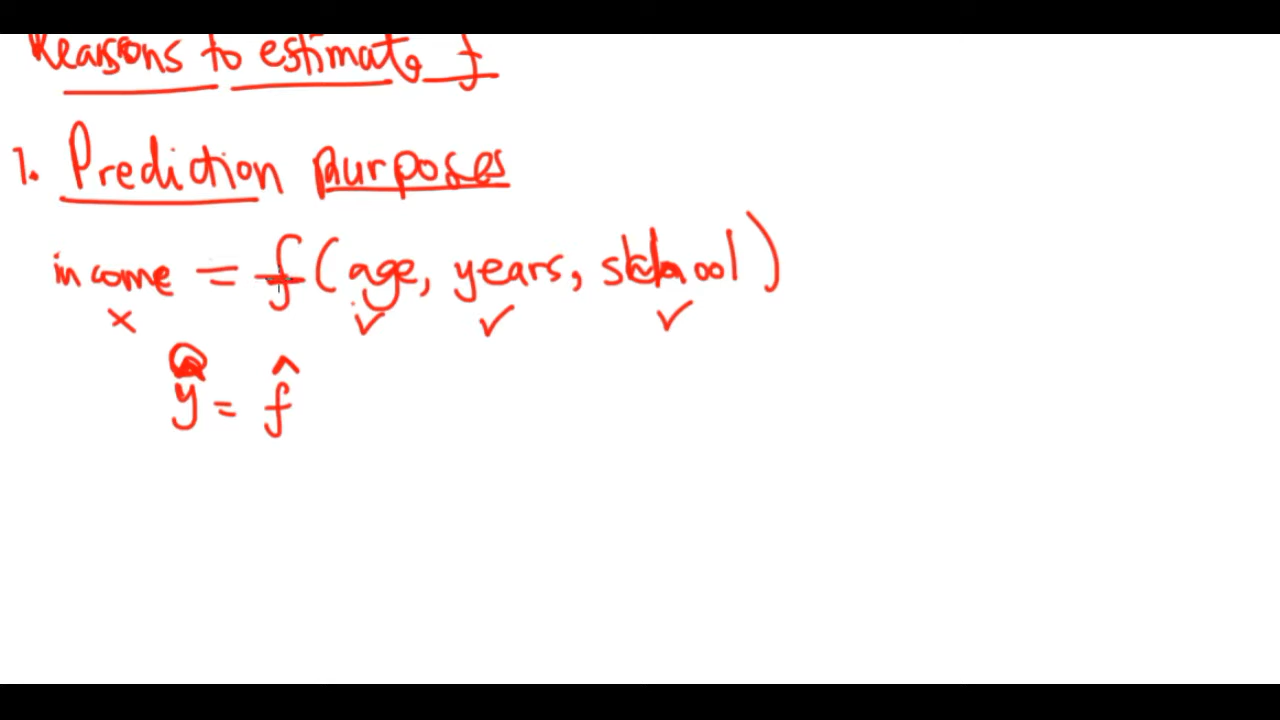 Reasons to estimate f
1. Prediction purposes
income = f(age, years, school)
× ✓ ✓ ✓
ŷ = f̂